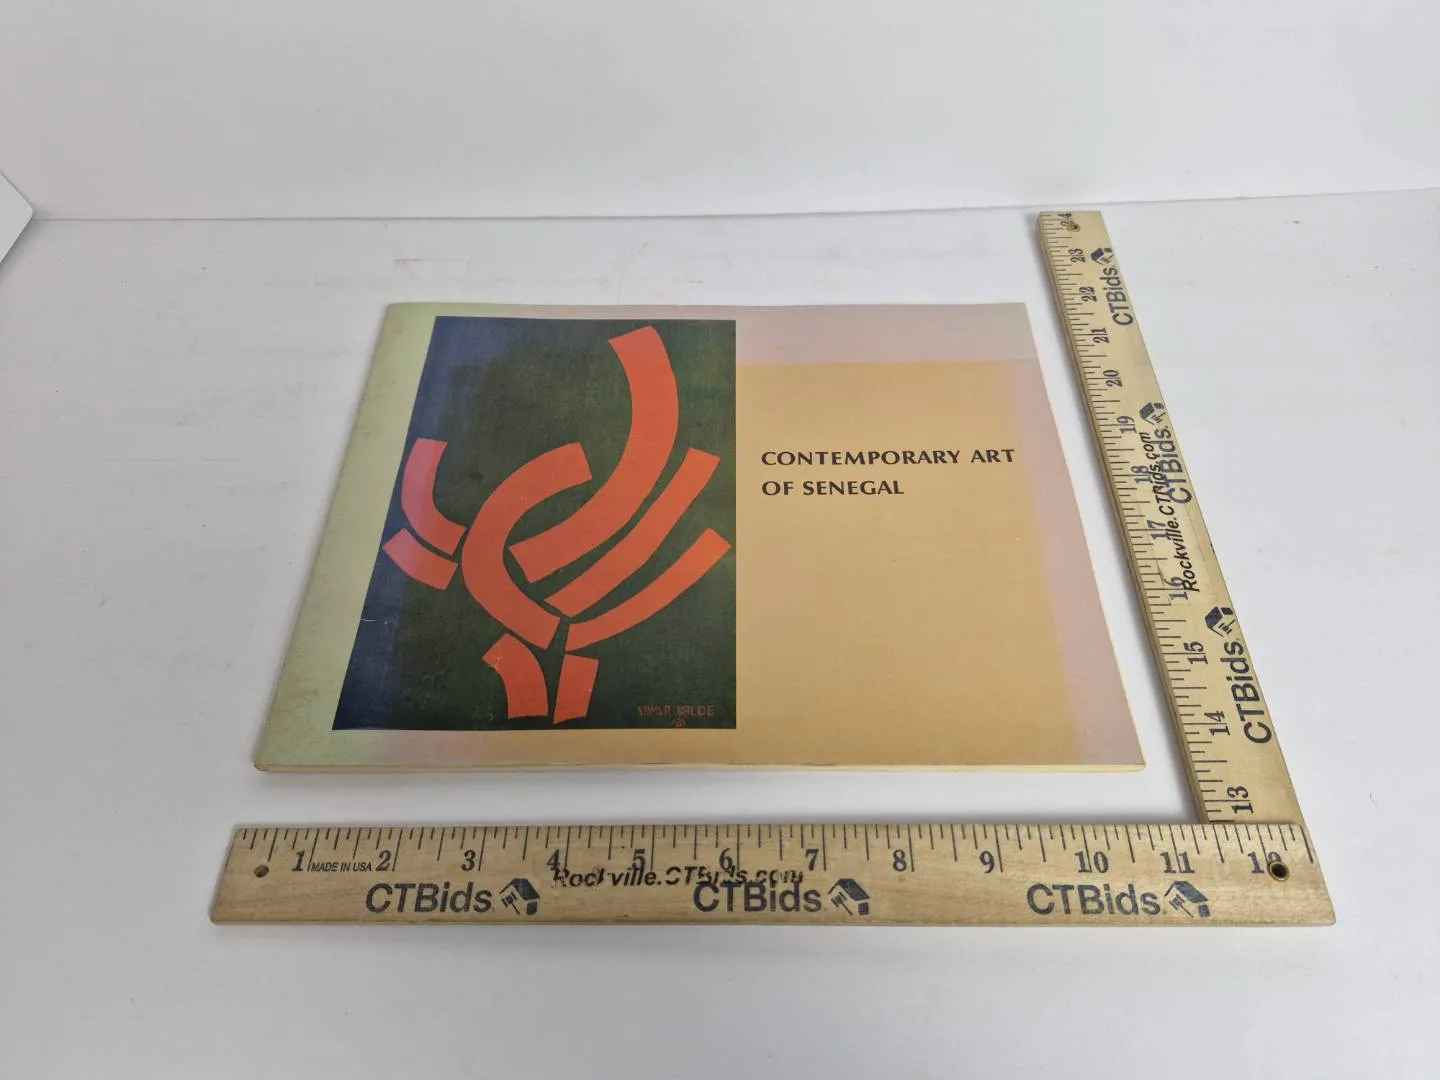 CONTEMPORARY ART
OF SENEGAL
24
23
22
21
20
19
18
17
16
15
14
13
CTBids
CTBids
Rockville.CTBids.com
CTBids
1 MADE IN USA 2 3 4 5 6 7 8 9 10 11
Rockville.CTBids.com
CTBids CTBids CTBids